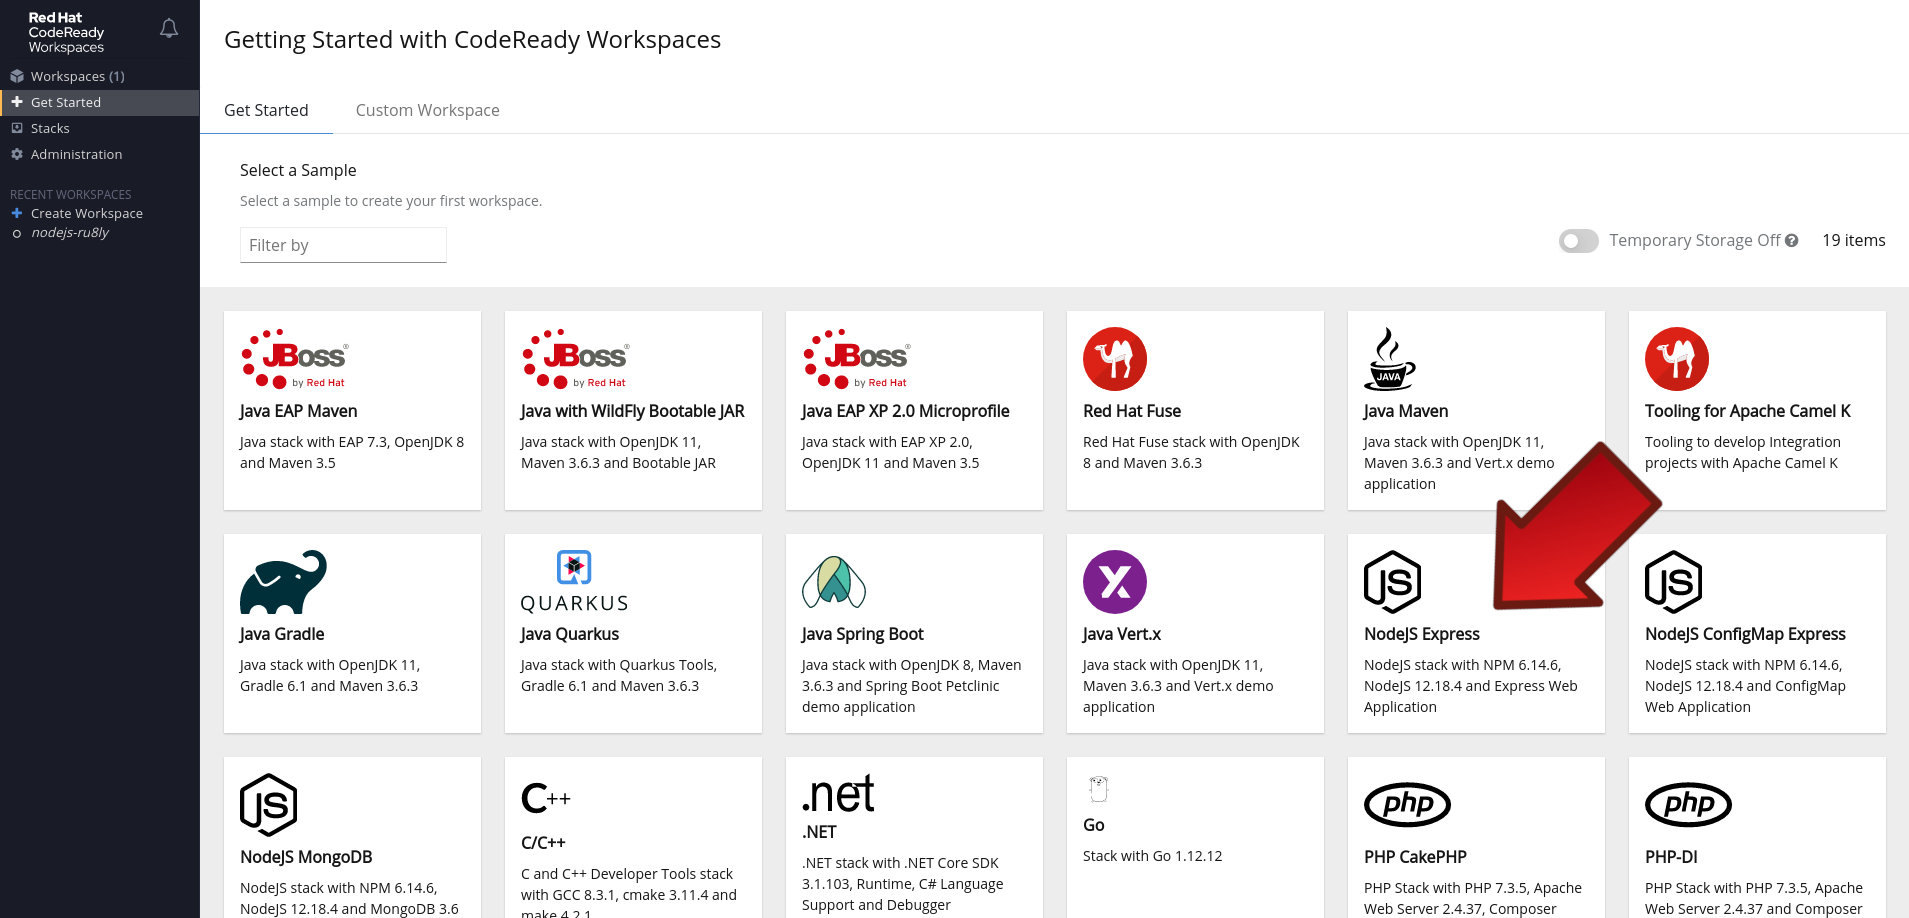 Red Hat
CodeReady
Workspaces
Workspaces (1)
Get Started
Stacks
Administration
RECENT WORKSPACES
Create Workspace
nodejs-ru8ly
Getting Started with CodeReady Workspaces
Get Started
Custom Workspace
Select a Sample
Select a sample to create your first workspace.
Filter by
Temporary Storage Off
19 items
JBoss®
by Red Hat
Java EAP Maven
Java stack with EAP 7.3, OpenJDK 8
and Maven 3.5
JBoss®
by Red Hat
Java with WildFly Bootable JAR
Java stack with OpenJDK 11,
Maven 3.6.3 and Bootable JAR
JBoss®
by Red Hat
Java EAP XP 2.0 Microprofile
Java stack with EAP XP 2.0,
OpenJDK 11 and Maven 3.5
Red Hat Fuse
Red Hat Fuse stack with OpenJDK
8 and Maven 3.6.3
JAVA
Java Maven
Java stack with OpenJDK 11,
Maven 3.6.3 and Vert.x demo
application
Tooling for Apache Camel K
Tooling to develop Integration
projects with Apache Camel K
Java Gradle
Java stack with OpenJDK 11,
Gradle 6.1 and Maven 3.6.3
QUARKUS
Java Quarkus
Java stack with Quarkus Tools,
Gradle 6.1 and Maven 3.6.3
Java Spring Boot
Java stack with OpenJDK 8, Maven
3.6.3 and Spring Boot Petclinic
demo application
X
Java Vert.x
Java stack with OpenJDK 11,
Maven 3.6.3 and Vert.x demo
application
JS
NodeJS Express
NodeJS stack with NPM 6.14.6,
NodeJS 12.18.4 and Express Web
Application
JS
NodeJS ConfigMap Express
NodeJS stack with NPM 6.14.6,
NodeJS 12.18.4 and ConfigMap
Web Application
JS
NodeJS MongoDB
NodeJS stack with NPM 6.14.6,
NodeJS 12.18.4 and MongoDB 3.6
C++
C/C++
C and C++ Developer Tools stack
with GCC 8.3.1, cmake 3.11.4 and
make 4.2.1
.net
.NET
.NET stack with .NET Core SDK
3.1.103, Runtime, C# Language
Support and Debugger
Go
Stack with Go 1.12.12
php
PHP CakePHP
PHP Stack with PHP 7.3.5, Apache
Web Server 2.4.37, Composer
php
PHP-DI
PHP Stack with PHP 7.3.5, Apache
Web Server 2.4.37 and Composer